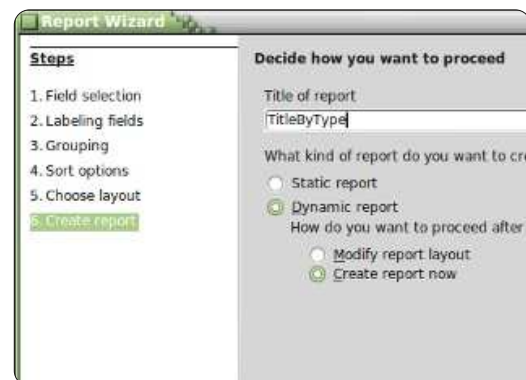 Report Wizard
Steps
1. Field selection
2. Labeling fields
3. Grouping
4. Sort options
5. Choose layout
6. Create report
Decide how you want to proceed
Title of report
TitleByType
What kind of report do you want to
Static report
Dynamic report
How do you want to proceed after
Modify report layout
Create report now